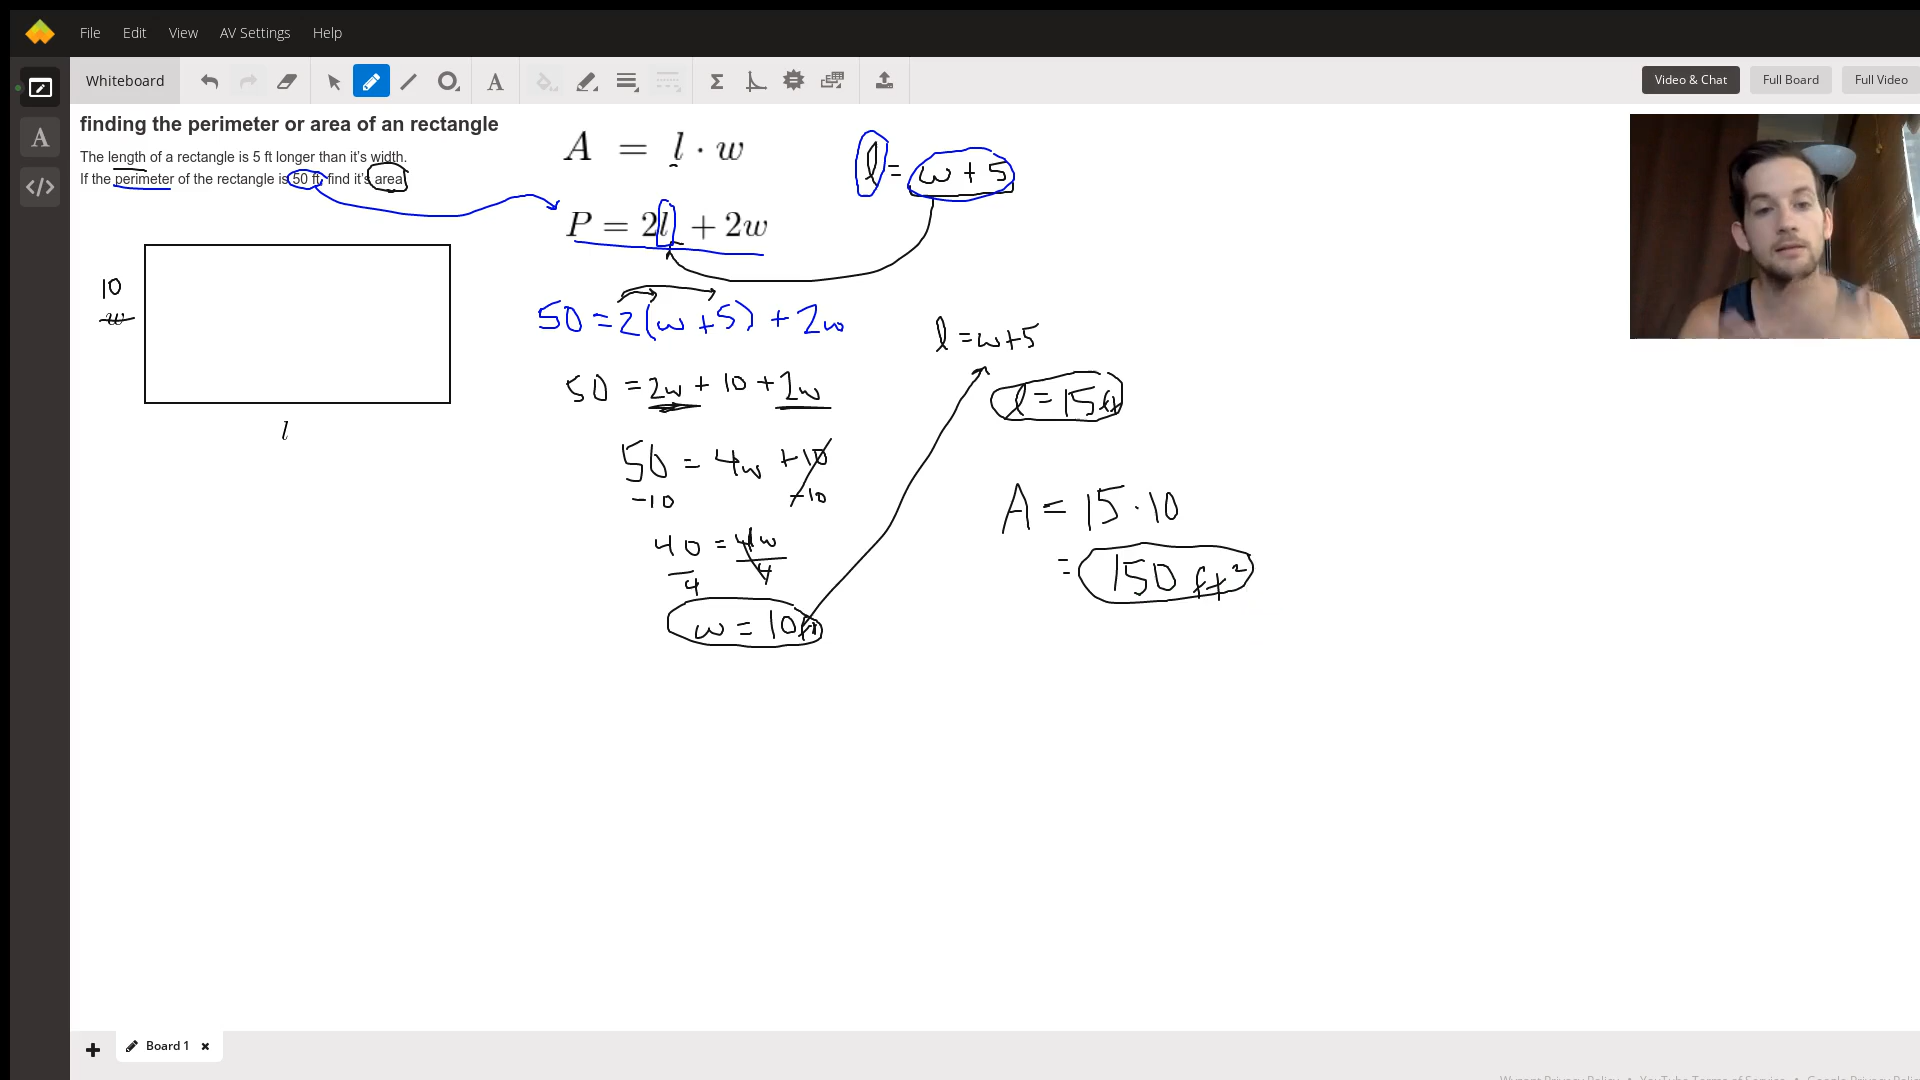 File Edit View AV Settings Help
Whiteboard A Σ Video & Chat Full Board Full Video
finding the perimeter or area of an rectangle
The length of a rectangle is 5 ft longer than it's width.
If the perimeter of the rectangle is 50 ft, find it's area.
A = l · w
l = w + 5
P = 2l + 2w
10
w
l
50 = 2(w + 5) + 2w
50 = 2w + 10 + 2w
50 = 4w + 10
-10 -10
40 = 4w
4 4
w = 10ft
l = w + 5
l = 15 ft
A = 15 · 10
= 150 ft²
Board 1